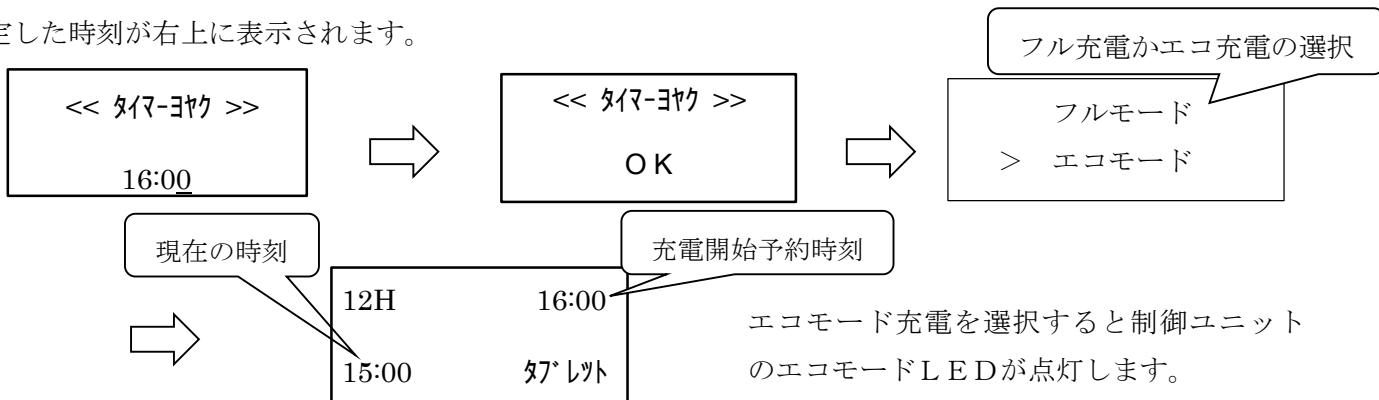 定した時刻が右上に表示されます。
フル充電かエコ充電の選択
<< ﾀｲﾏｰﾖﾔｸ >>
16:00
<< ﾀｲﾏｰﾖﾔｸ >>
ＯＫ
フルモード
> エコモード
現在の時刻
充電開始予約時刻
12H 16:00
15:00 ﾀﾌﾞﾚｯﾄ
エコモード充電を選択すると制御ユニット
のエコモードＬＥＤが点灯します。